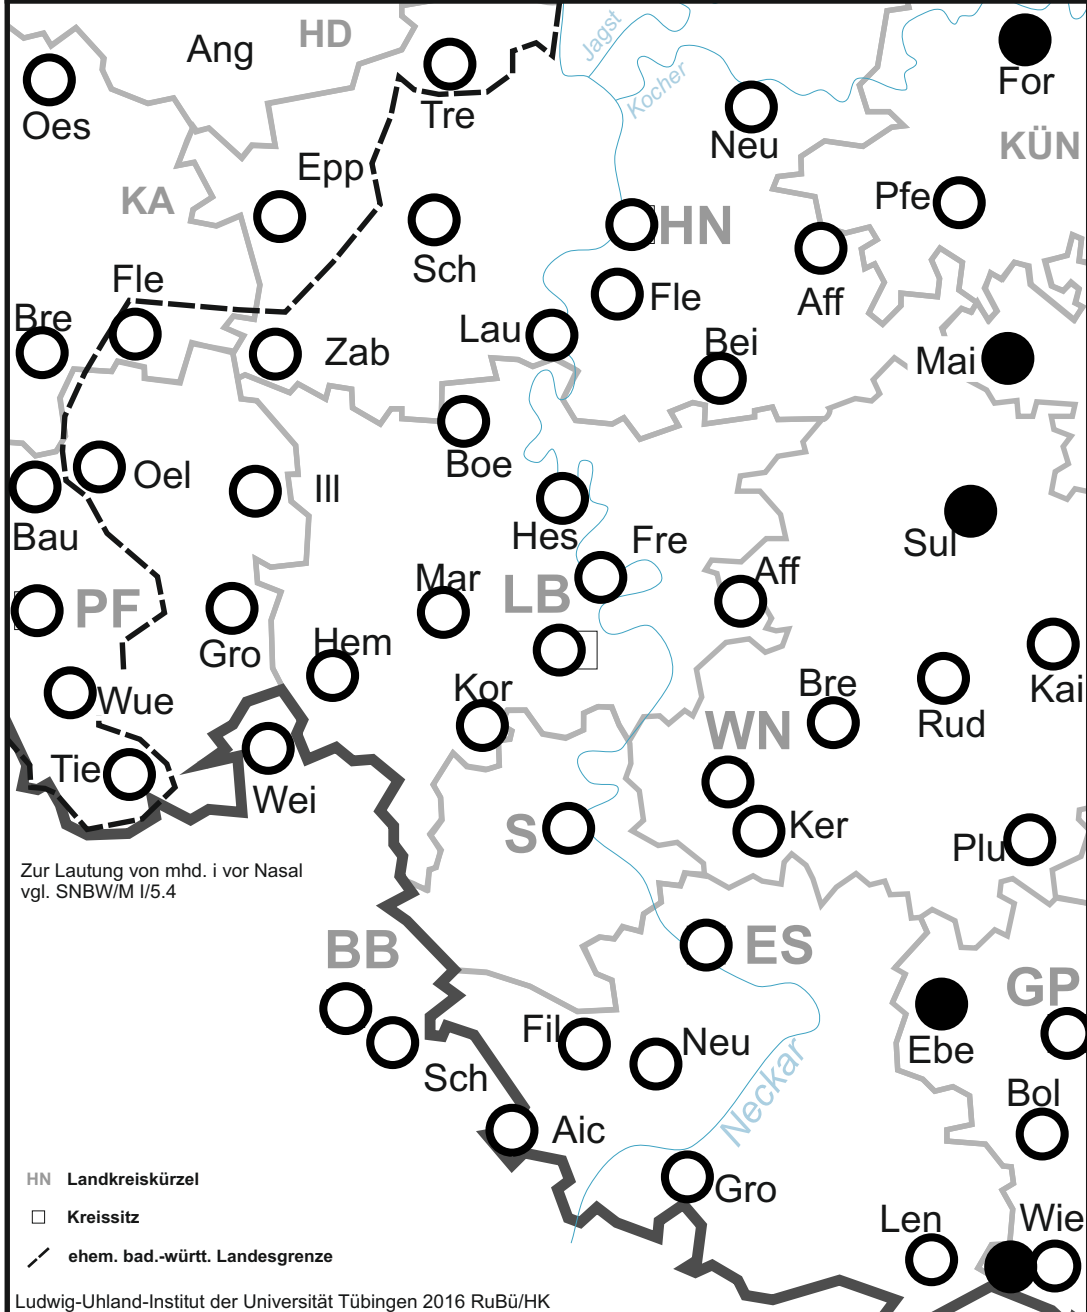 HD
Ang
Jagst
For
Oes
Tre
Kocher
Neu
KÜN
Epp
KA
Pfe
HN
Sch
Fle
Fle
Aff
Bre
Lau
Zab
Bei
Mai
Boe
Oel
Ill
Bau
Hes
Fre
Sul
Mar
Aff
PF
LB
Gro
Hem
Kor
Bre
Kai
Wue
Rud
WN
Tie
Wei
S
Ker
Plu
Zur Lautung von mhd. i vor Nasal
vgl. SNBW/M I/5.4
BB
ES
GP
Fil
Neu
Ebe
Sch
Neckar
Bol
Aic
HN Landkreiskürzel
Gro
Kreissitz
Len
Wie
ehem. bad.-württ. Landesgrenze
Ludwig-Uhland-Institut der Universität Tübingen 2016 RuBü/HK